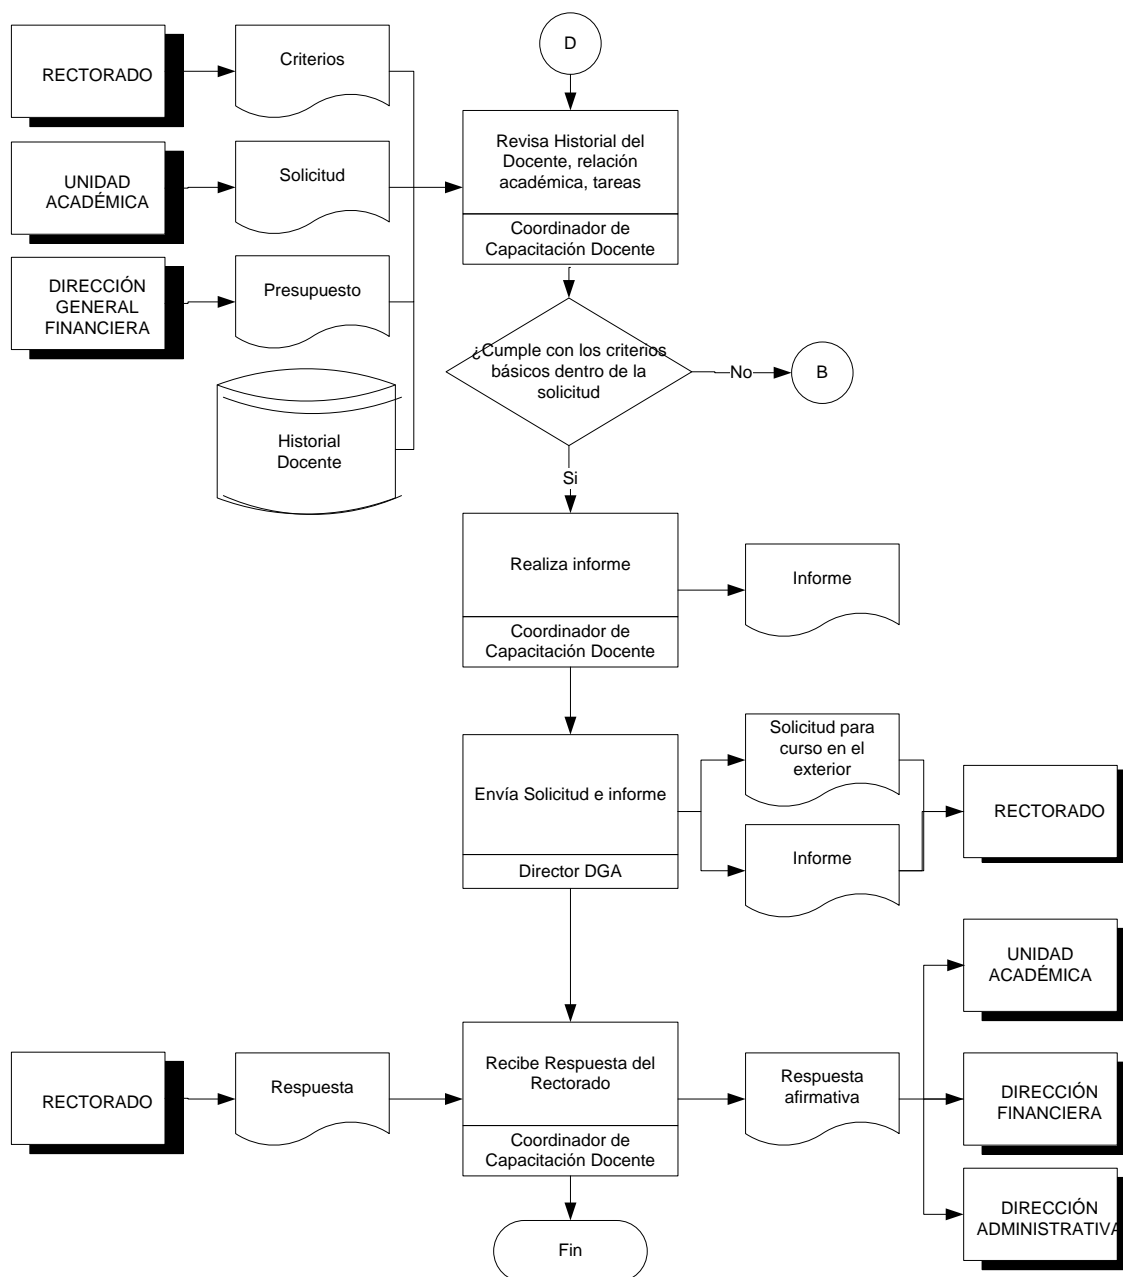 D
RECTORADO
Criterios
Revisa Historial del
Docente, relación
académica, tareas
Coordinador de
Capacitación Docente
UNIDAD
ACADÉMICA
Solicitud
DIRECCIÓN
GENERAL
FINANCIERA
Presupuesto
Historial
Docente
¿Cumple con los criterios
básicos dentro de la
solicitud
No
B
Si
Realiza informe
Coordinador de
Capacitación Docente
Informe
Envía Solicitud e informe
Director DGA
Solicitud para
curso en el
exterior
Informe
RECTORADO
RECTORADO
Respuesta
Recibe Respuesta del
Rectorado
Coordinador de
Capacitación Docente
Respuesta
afirmativa
UNIDAD
ACADÉMICA
DIRECCIÓN
FINANCIERA
DIRECCIÓN
ADMINISTRATIVA
Fin